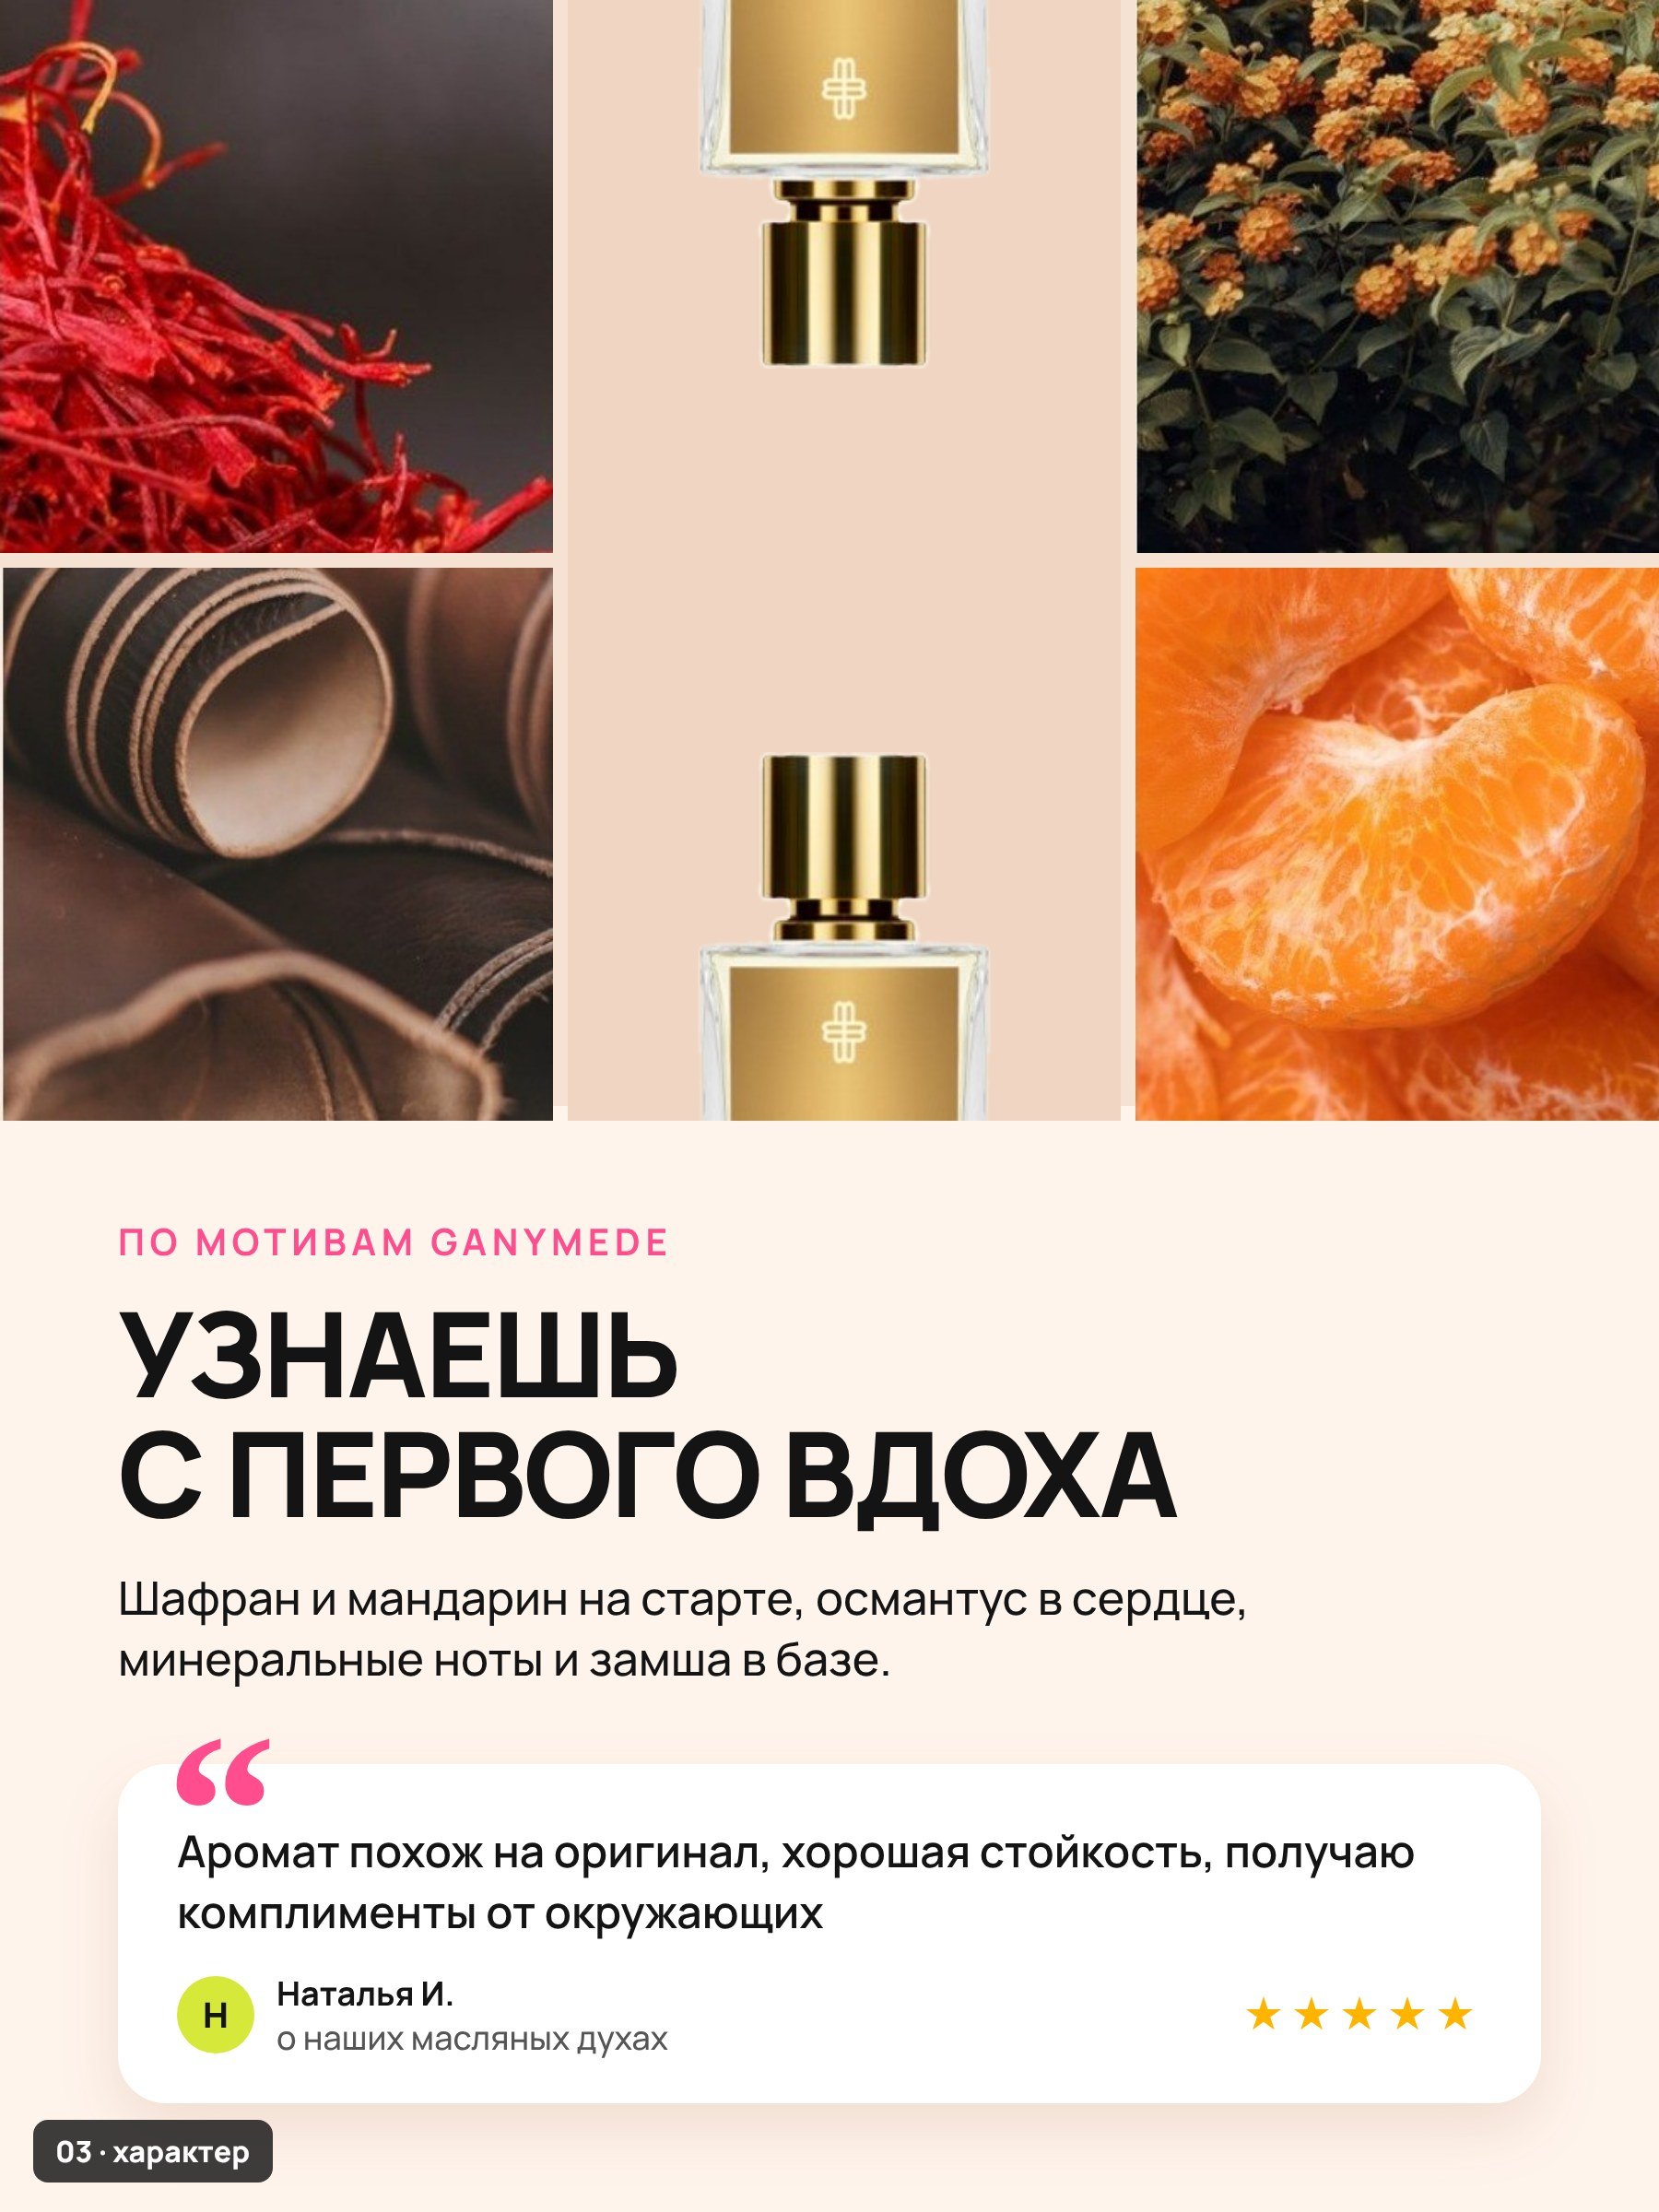 ПО МОТИВАМ GANYMEDE
УЗНАЕШЬ
С ПЕРВОГО ВДОХА
Шафран и мандарин на старте, османтус в сердце,
минеральные ноты и замша в базе.
“
Аромат похож на оригинал, хорошая стойкость, получаю
комплименты от окружающих
Н
Наталья И.
о наших масляных духах
★★★★★
03 · характер